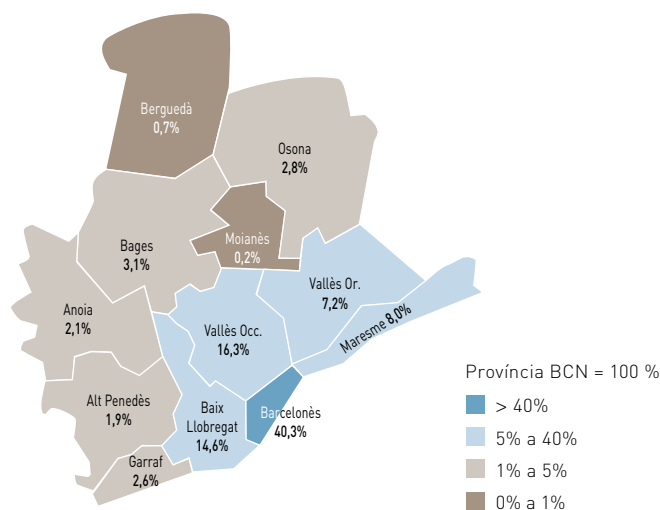 Berguedà
0,7%
Osona
2,8%
Moianès
0,2%
Bages
3,1%
Vallès Or.
7,2%
Anoia
2,1%
Maresme 8,0%
Vallès Occ.
16,3%
Alt Penedès
1,9%
Baix
Llobregat
14,6%
Barcelonès
40,3%
Garraf
2,6%
Província BCN = 100 %
> 40%
5% a 40%
1% a 5%
0% a 1%